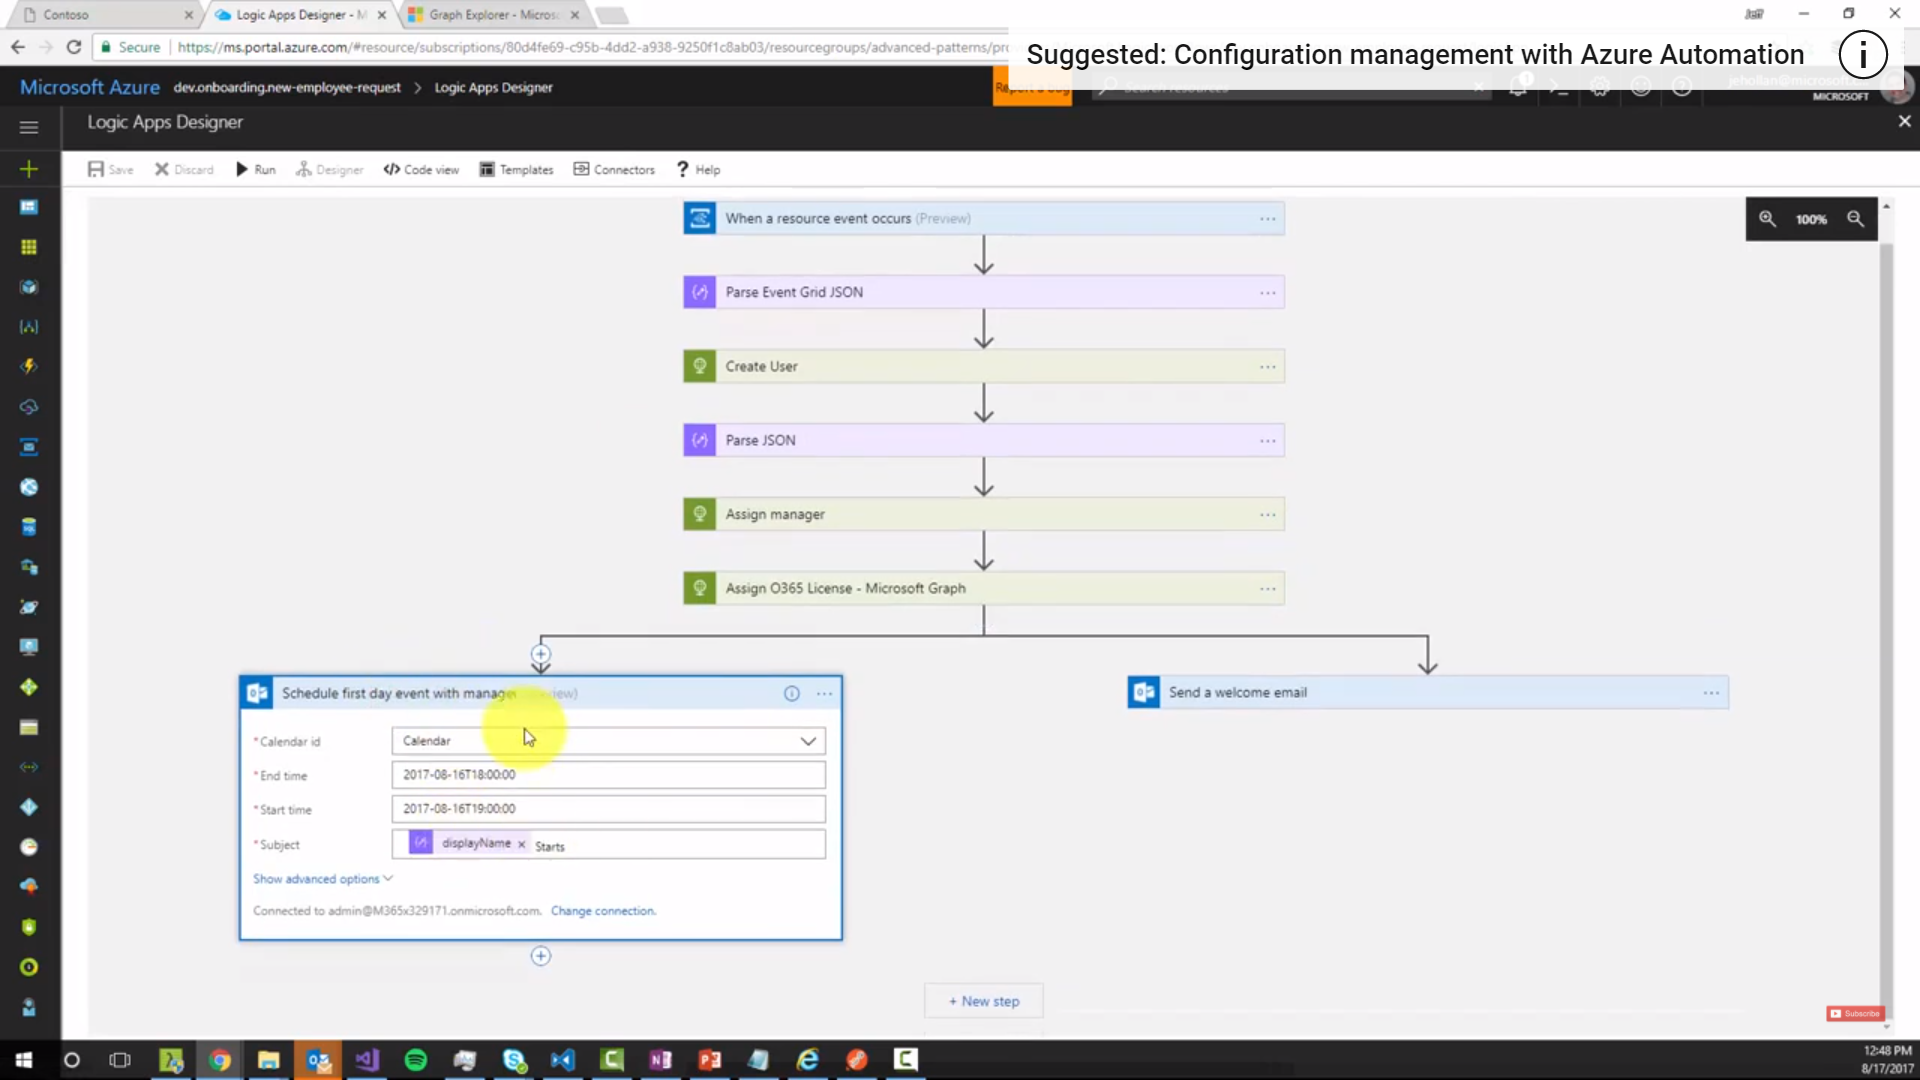 Contoso
Logic Apps Designer - M
Graph Explorer - Micros
Jeff
Secure
https://ms.portal.azure.com/#resource/subscriptions/80d4fe69-c95b-4dd2-a938-9250f1c8ab03/resourcegroups/advanced-patterns/pro
Suggested: Configuration management with Azure Automation
Microsoft Azure
dev.onboarding.new-employee-request > Logic Apps Designer
MICROSOFT
Logic Apps Designer
Save
Discard
Run
Designer
Code view
Templates
Connectors
? Help
100%
When a resource event occurs (Preview)
Parse Event Grid JSON
Create User
Parse JSON
Assign manager
Assign O365 License - Microsoft Graph
Schedule first day event with manager
Send a welcome email
*Calendar id
Calendar
*End time
2017-08-16T18:00:00
*Start time
2017-08-16T19:00:00
*Subject
displayName × Starts
Show advanced options
Connected to admin@M365x329171.onmicrosoft.com. Change connection.
+ New step
Subscribe
12:48 PM
8/17/2017